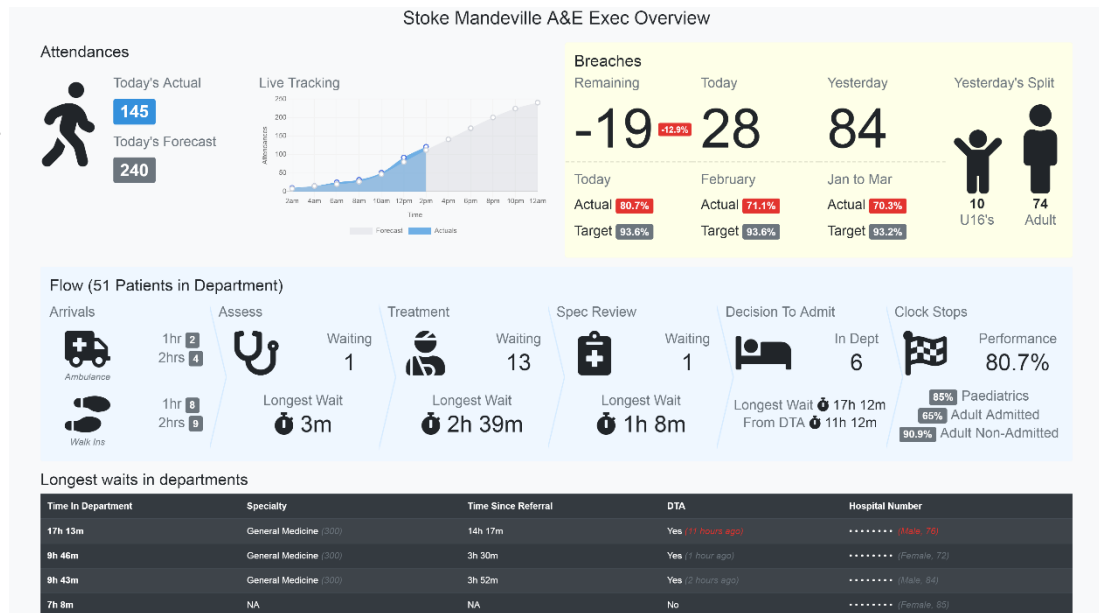 Stoke Mandeville A&E Exec Overview
Attendances
Today's Actual
145
Today's Forecast
240
Live Tracking
Attendances
260
200
150
100
50
0
2am 4am 6am 8am 10am 12pm 2pm 4pm 6pm 8pm 10pm 12am
Time
Forecast Actuals
Breaches
Remaining Today Yesterday Yesterday's Split
-19 -12.9% 28 84
Today February Jan to Mar
Actual 80.7% Actual 71.1% Actual 70.3%
Target 93.6% Target 93.6% Target 93.2%
10 74
U16's Adult
Flow (51 Patients in Department)
Arrivals
1hr 2
2hrs 4
Ambulance
1hr 8
2hrs 9
Walk Ins
Assess
Waiting
1
Longest Wait
3m
Treatment
Waiting
13
Longest Wait
2h 39m
Spec Review
Waiting
1
Longest Wait
1h 8m
Decision To Admit
In Dept
6
Longest Wait 17h 12m
From DTA 11h 12m
Clock Stops
Performance
80.7%
85% Paediatrics
65% Adult Admitted
90.9% Adult Non-Admitted
Longest waits in departments
Time In Department Specialty Time Since Referral DTA Hospital Number
17h 13m General Medicine (300) 14h 17m Yes (11 hours ago) •••••••• (Male, 76)
9h 46m General Medicine (300) 3h 30m Yes (1 hour ago) •••••••• (Female, 72)
9h 43m General Medicine (300) 3h 52m Yes (2 hours ago) •••••••• (Male, 84)
7h 8m NA NA No •••••••• (Female, 85)